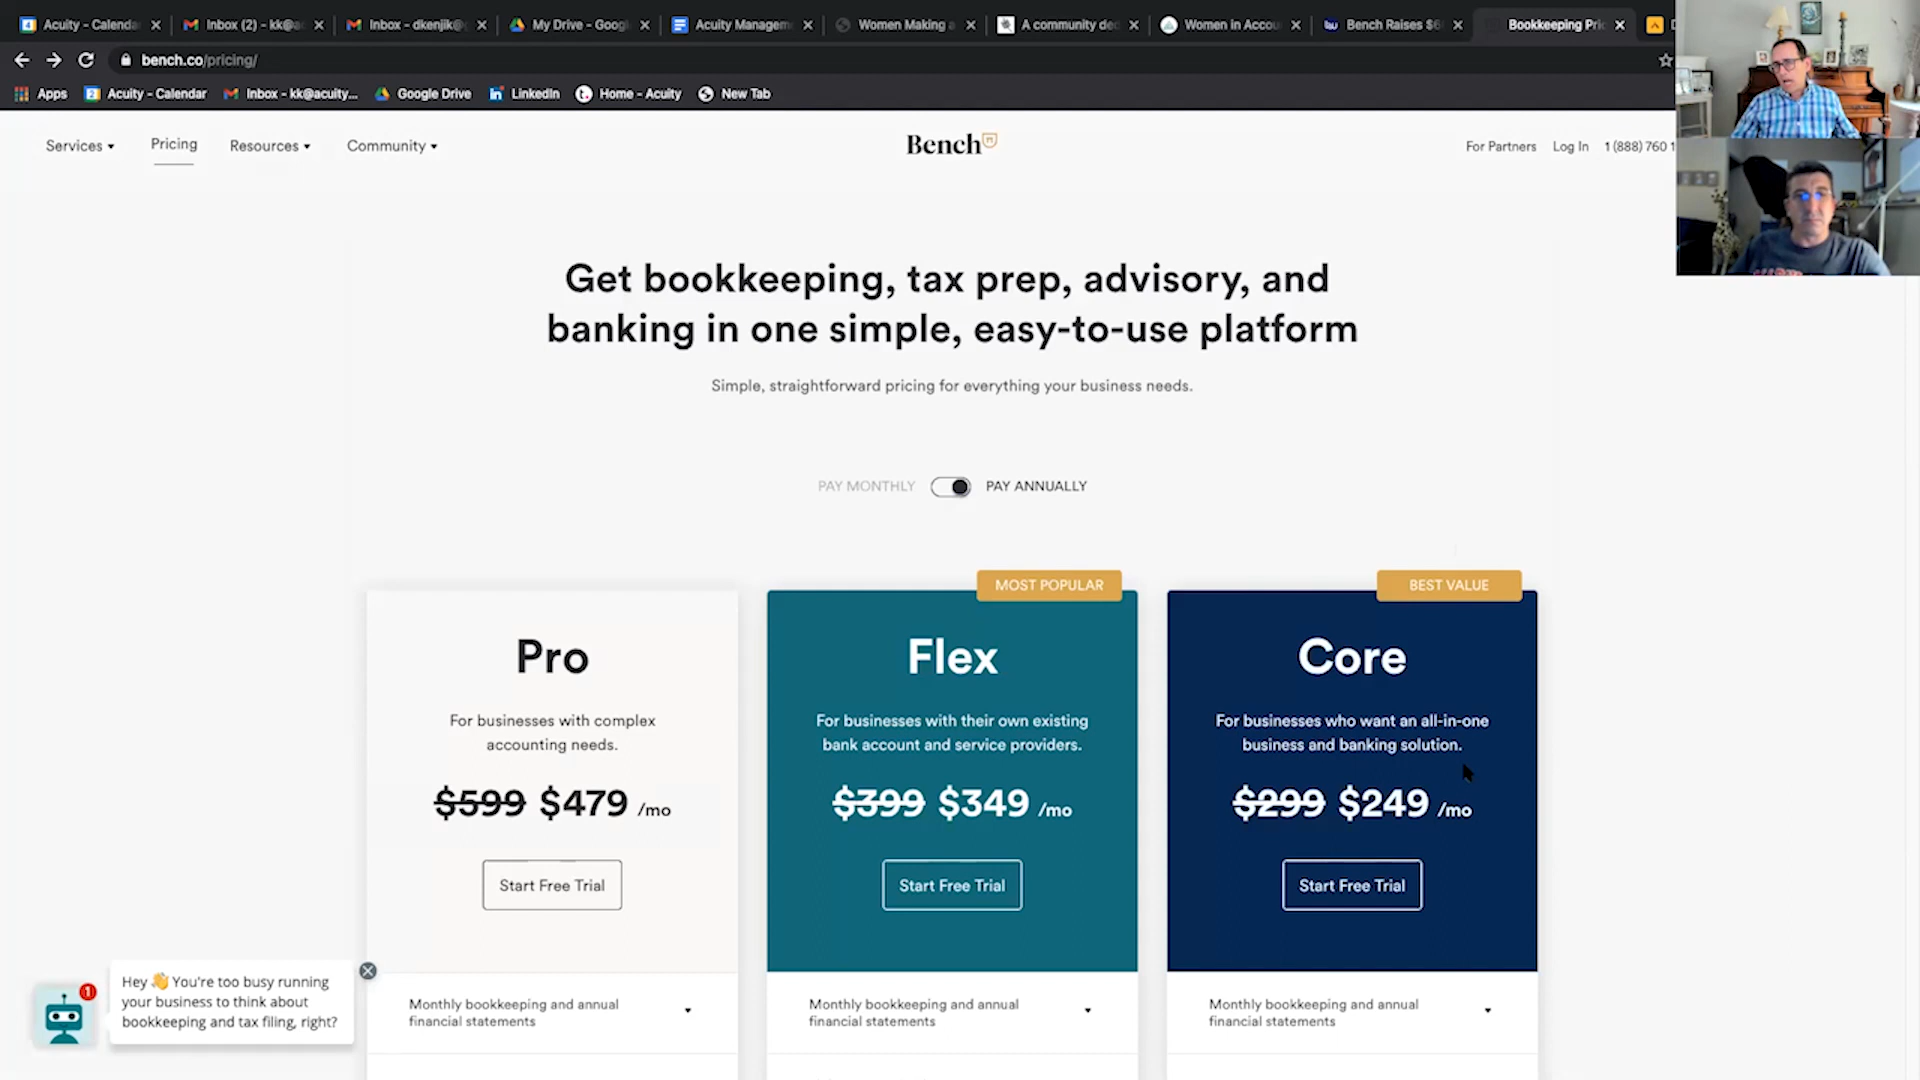 Acuity - Calenda
Inbox (2) - kk@a
Inbox - dkenjik@
My Drive - Goog
Acuity Managem
Women Making a
A community de
Women in Accou
Bench Raises $6
Bookkeeping Pri
bench.co/pricing/
Apps
Acuity - Calendar
Inbox - kk@acuity...
Google Drive
LinkedIn
Home - Acuity
New Tab
Services
Pricing
Resources
Community
Bench
For Partners
Log In
1 (888) 760 1
Get bookkeeping, tax prep, advisory, and
banking in one simple, easy-to-use platform
Simple, straightforward pricing for everything your business needs.
PAY MONTHLY
PAY ANNUALLY
Pro
For businesses with complex
accounting needs.
$599 $479 /mo
Start Free Trial
Monthly bookkeeping and annual
financial statements
MOST POPULAR
Flex
For businesses with their own existing
bank account and service providers.
$399 $349 /mo
Start Free Trial
Monthly bookkeeping and annual
financial statements
BEST VALUE
Core
For businesses who want an all-in-one
business and banking solution.
$299 $249 /mo
Start Free Trial
Monthly bookkeeping and annual
financial statements
1
Hey 👋 You're too busy running
your business to think about
bookkeeping and tax filing, right?